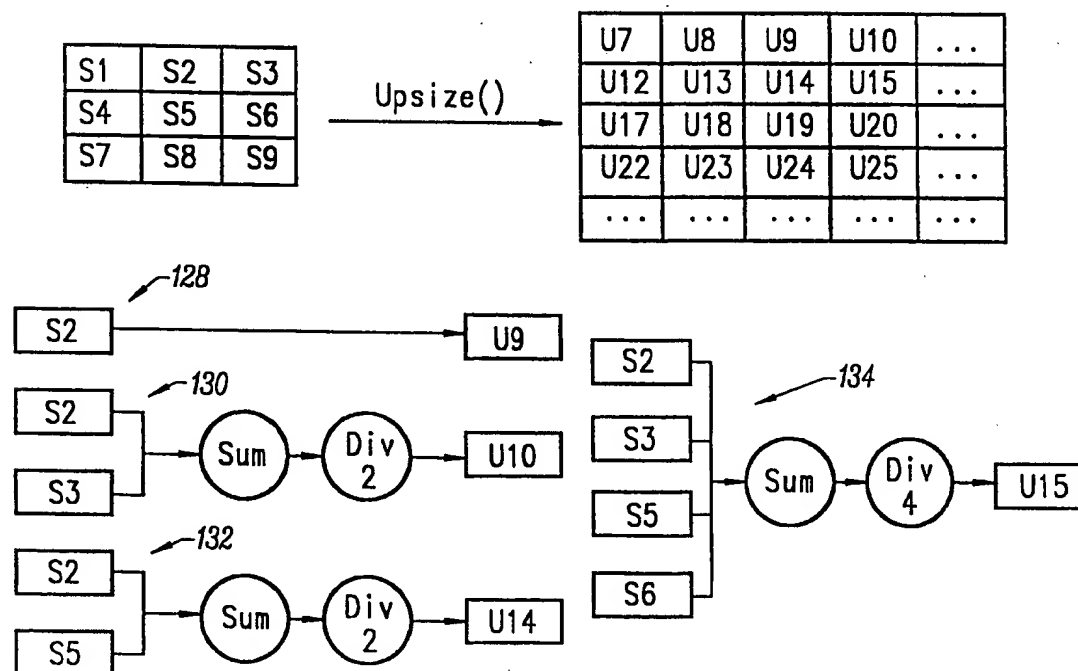 S1 S2 S3
S4 S5 S6
S7 S8 S9
Upsize()
U7 U8 U9 U10 ...
U12 U13 U14 U15 ...
U17 U18 U19 U20 ...
U22 U23 U24 U25 ...
... ... ... ... ...
128
S2
U9
130
S2
S3
Sum
Div
2
U10
132
S2
S5
Sum
Div
2
U14
134
S2
S3
S5
S6
Sum
Div
4
U15